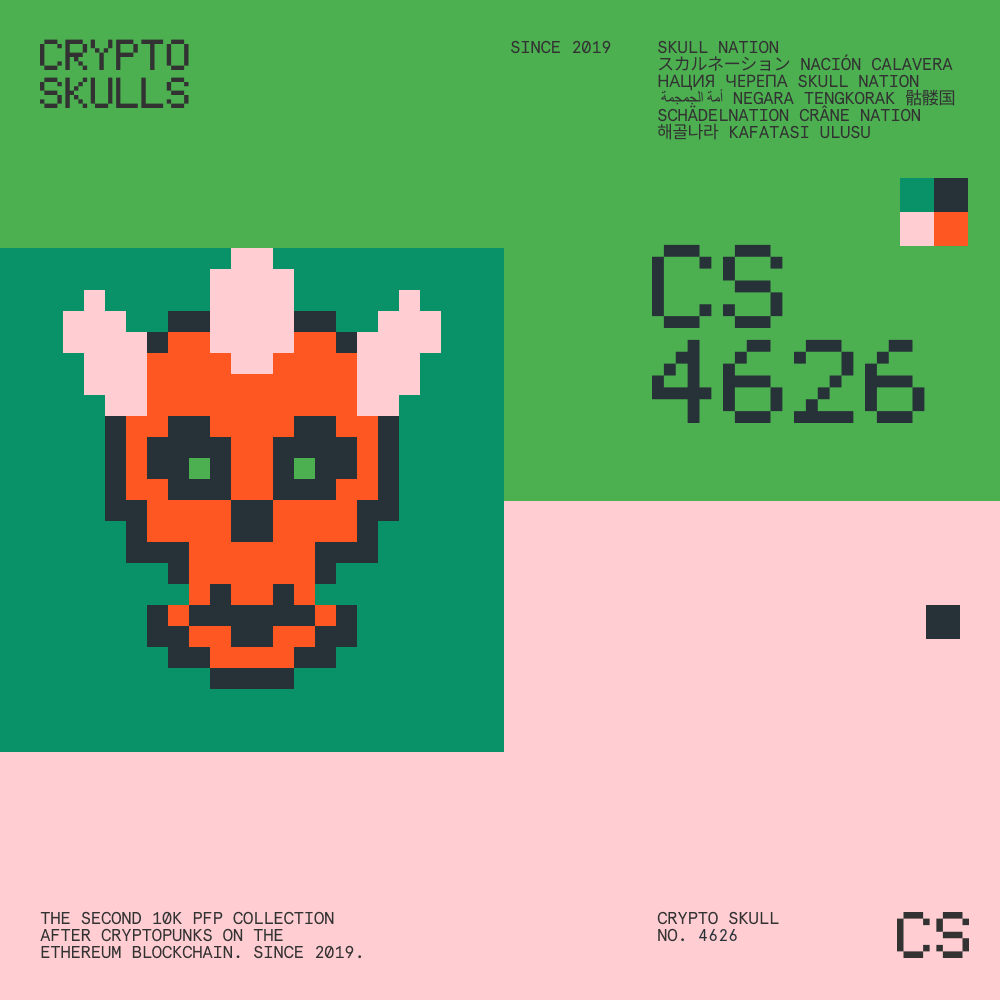 CRYPTO
SKULLS
SINCE 2019
SKULL NATION
スカルネーション NACIÓN CALAVERA
НАЦИЯ ЧЕРЕПА SKULL NATION
أمة الجمجمة NEGARA TENGKORAK 骷髅国
SCHÄDELNATION CRÂNE NATION
해골나라 KAFATASI ULUSU
CS
4626
THE SECOND 10K PFP COLLECTION
AFTER CRYPTOPUNKS ON THE
ETHEREUM BLOCKCHAIN. SINCE 2019.
CRYPTO SKULL
NO. 4626
CS